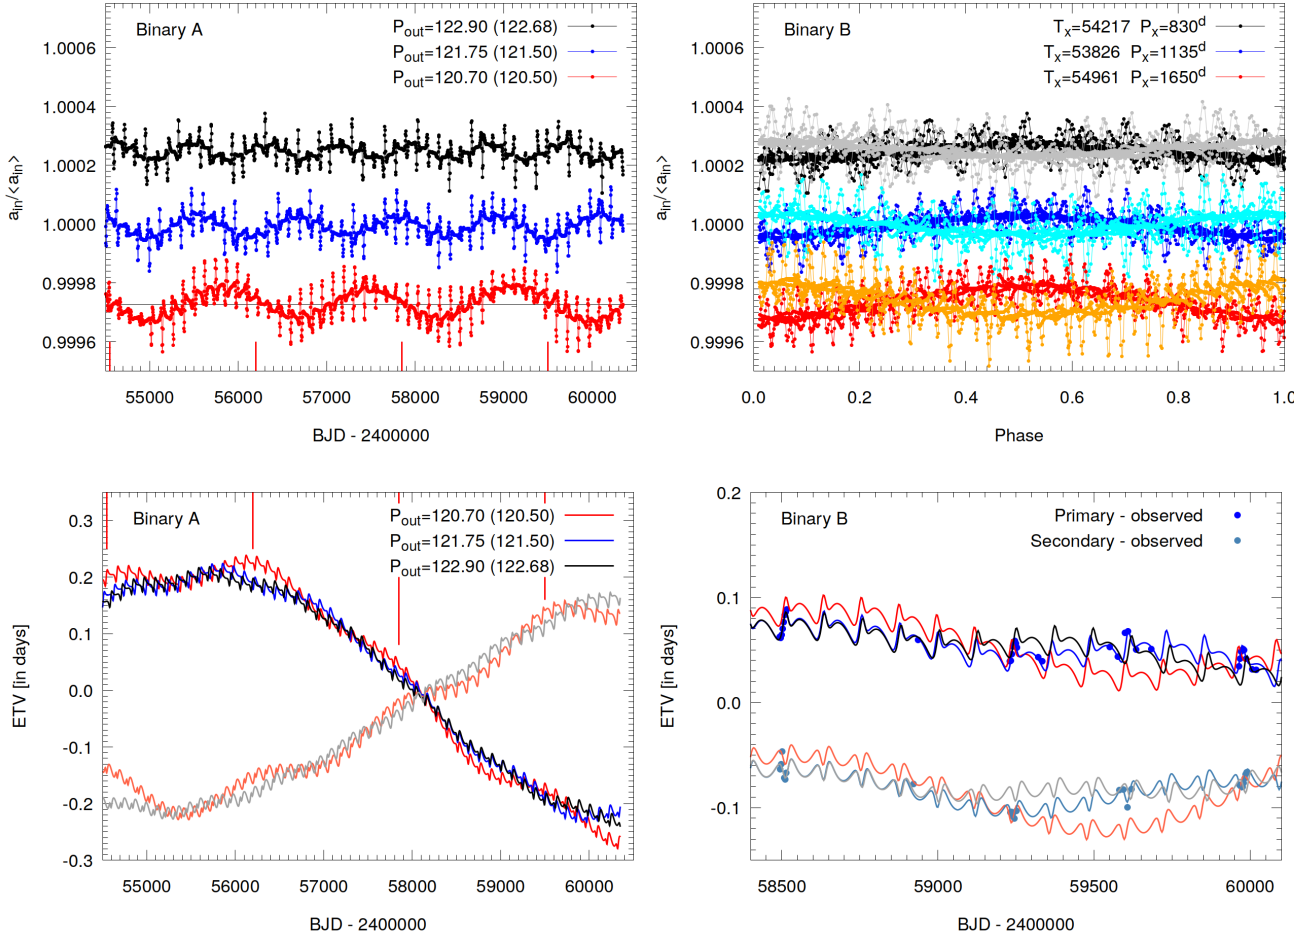 Binary A
P_out=122.90 (122.68)
P_out=121.75 (121.50)
P_out=120.70 (120.50)
a_in/<a_in>
1.0006
1.0004
1.0002
1.0000
0.9998
0.9996
55000 56000 57000 58000 59000 60000
BJD - 2400000
Binary B
T_x=54217 P_x=830^d
T_x=53826 P_x=1135^d
T_x=54961 P_x=1650^d
a_in/<a_in>
1.0006
1.0004
1.0002
1.0000
0.9998
0.9996
0.0 0.2 0.4 0.6 0.8 1.0
Phase
Binary A
P_out=120.70 (120.50)
P_out=121.75 (121.50)
P_out=122.90 (122.68)
ETV [in days]
0.3
0.2
0.1
0.0
-0.1
-0.2
-0.3
55000 56000 57000 58000 59000 60000
BJD - 2400000
Binary B
Primary - observed
Secondary - observed
ETV [in days]
0.2
0.1
0.0
-0.1
58500 59000 59500 60000
BJD - 2400000